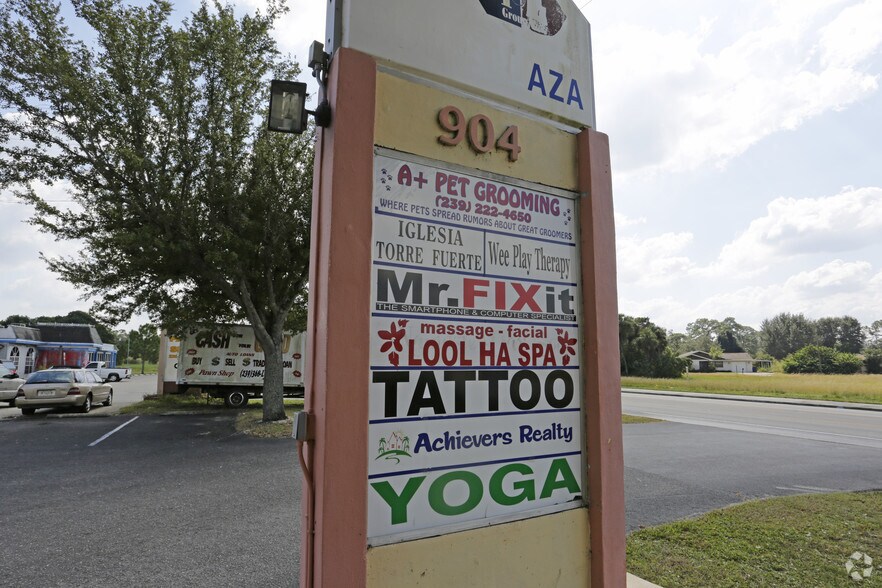 Group
AZA
904
A+ PET GROOMING
(239) 222-4650
WHERE PETS SPREAD RUMORS ABOUT GREAT GROOMERS
IGLESIA
TORRE FUERTE
Wee Play Therapy
Mr.FIXit
THE SMARTPHONE & COMPUTER SPECIALIST
massage - facial
LOOL HA SPA
TATTOO
Achievers Realty
YOGA
CASH
BUY SELL TRADE
Pawn Shop